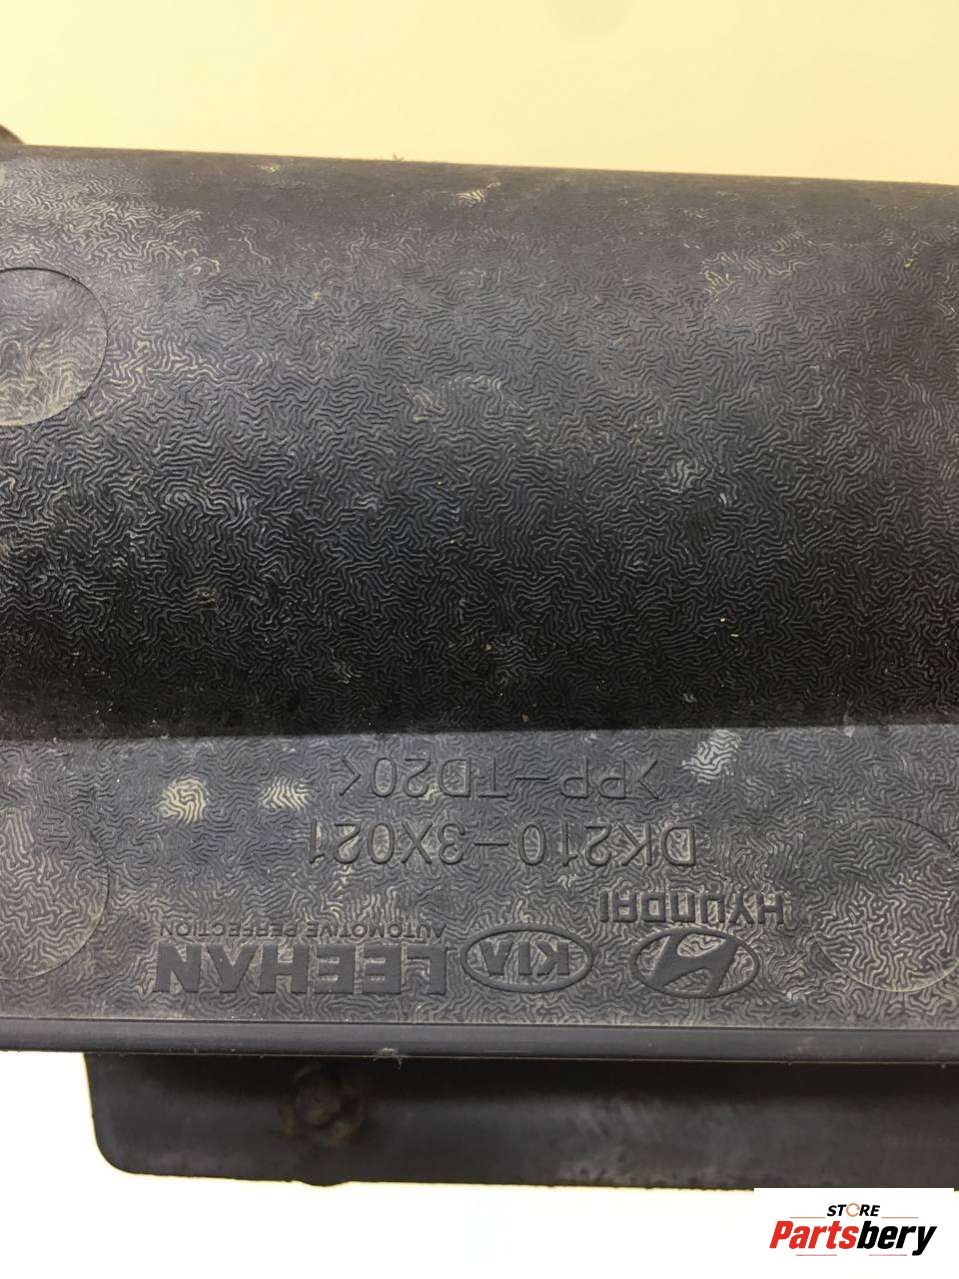 KIA LEEHAN
HYUNDAI AUTOMOTIVE PERFECTION
DK210-3X021
>PP-TD20<
STORE
Partsbery